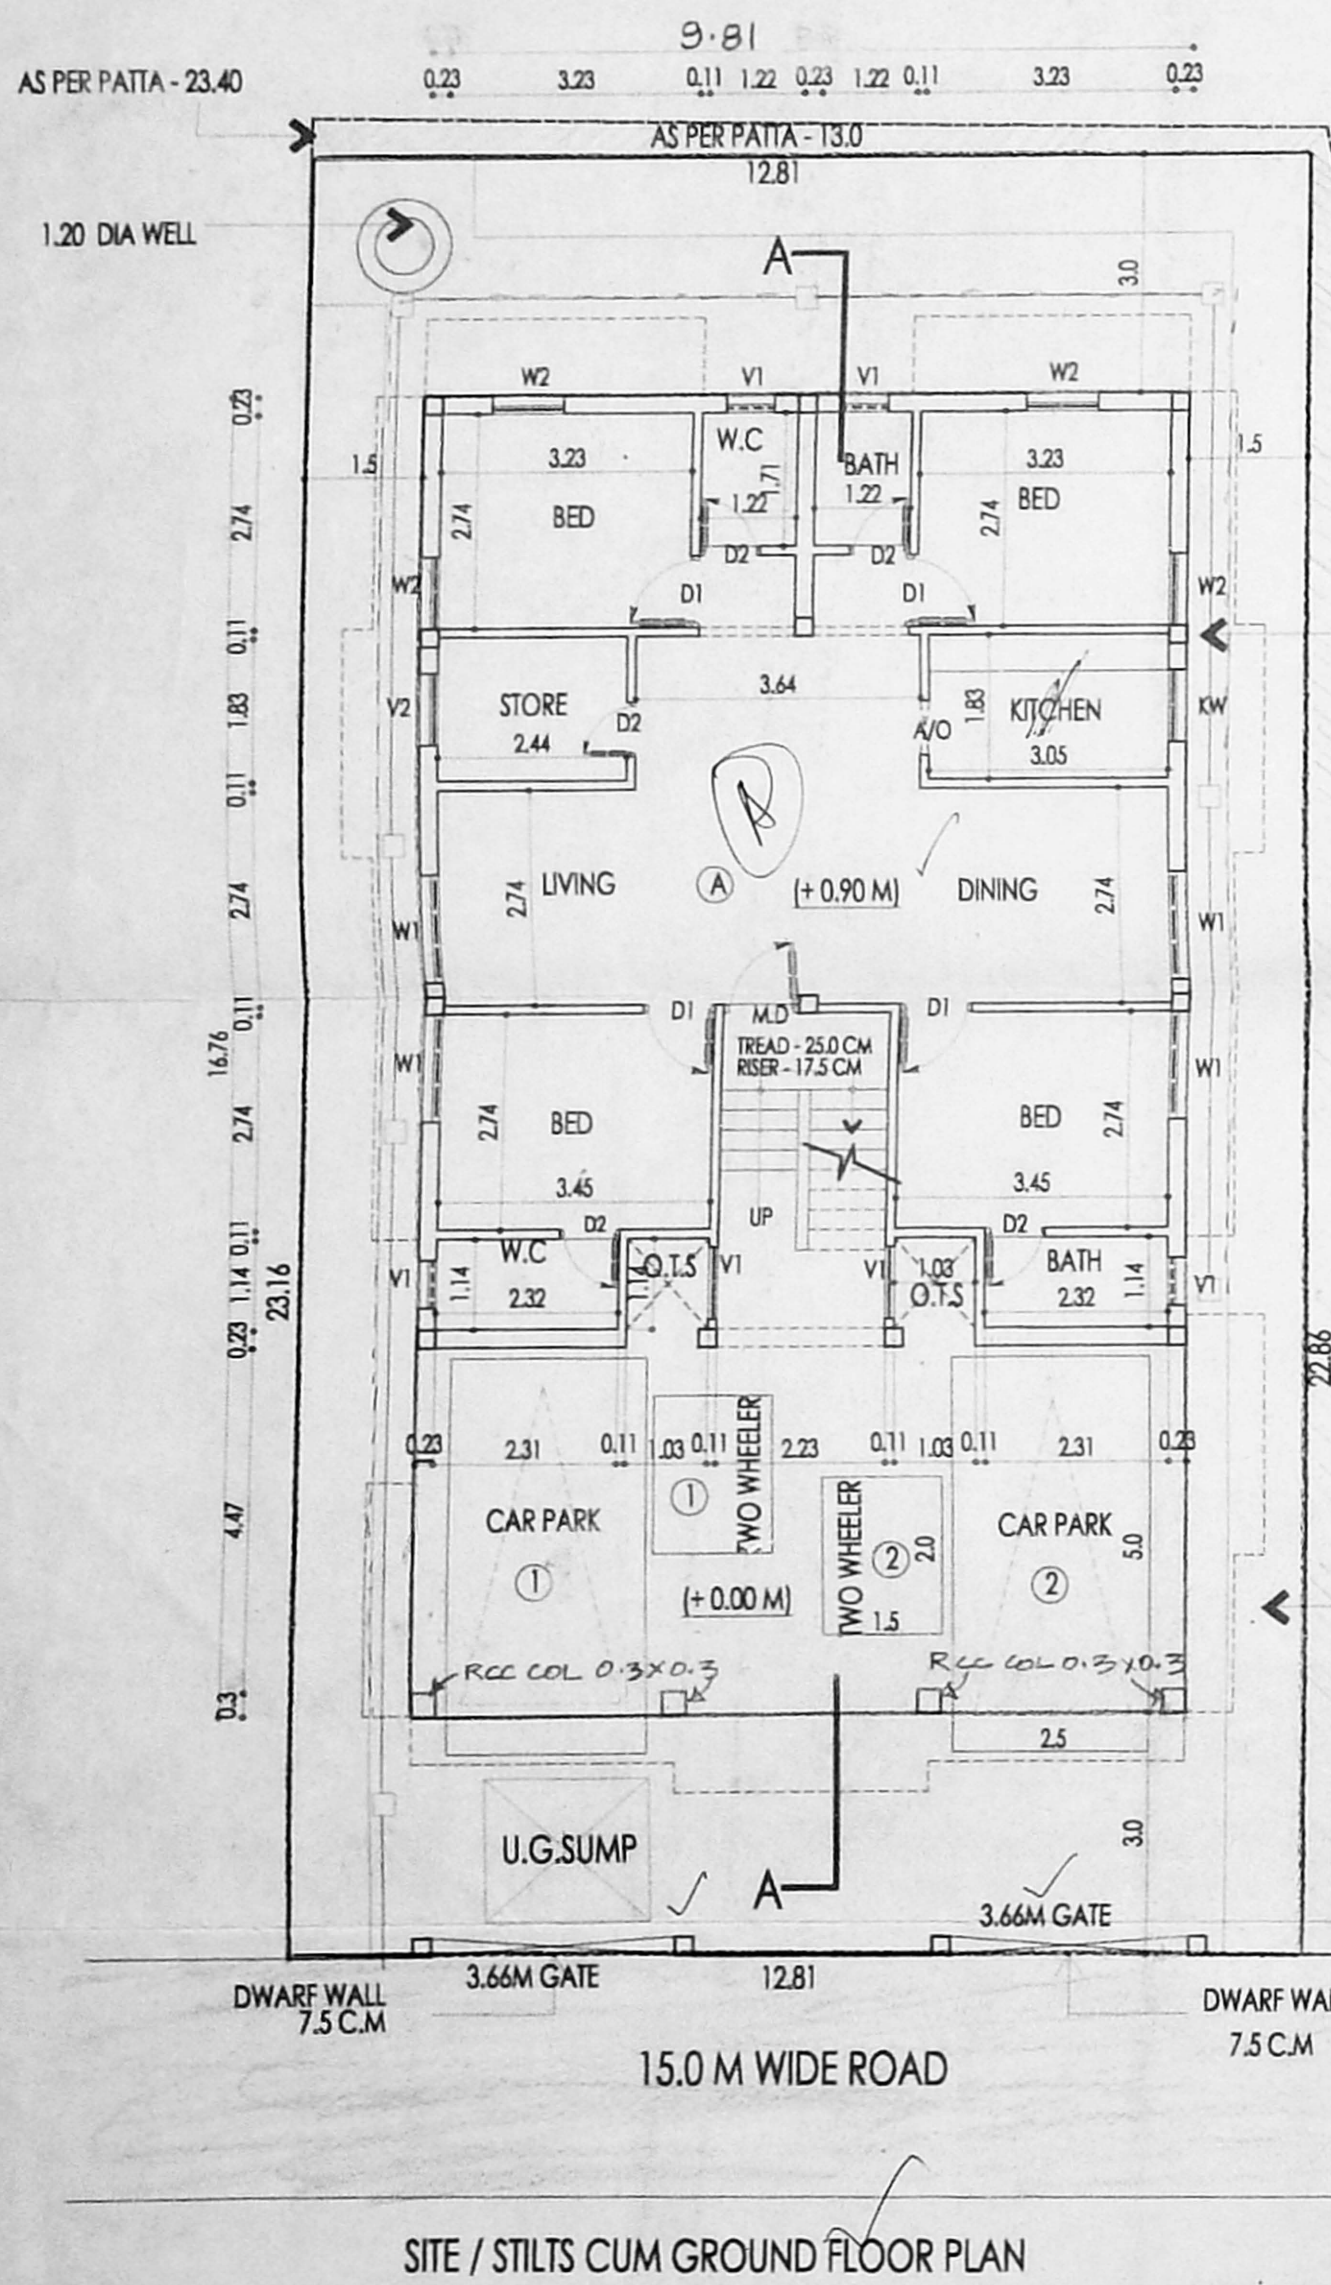 9.81
0.23 3.23 0.11 1.22 0.23 1.22 0.11 3.23 0.23
AS PER PATTA - 23.40
AS PER PATTA - 13.0
12.81
1.20 DIA WELL
A
3.0
W2 V1 V1 W2
0.23
1.5 3.23 W.C BATH 3.23 1.5
1.71
2.74 2.74 BED 1.22 1.22 BED 2.74
D2 D2
W2 D1 D1 W2
0.11
3.64
1.83 V2 STORE D2 A/O 1.83 KITCHEN KW
2.44 3.05
0.11
A
2.74 2.74 LIVING A (+ 0.90 M) DINING 2.74
W1 W1
0.11 D1 M.D D1
TREAD - 25.0 CM
RISER - 17.5 CM
16.76 W1 W1
2.74 2.74 BED BED 2.74
3.45 3.45
UP
0.11 D2 D2
W.C O.T.S V1 V1 1.03 BATH
1.14 V1 1.14 2.32 1.14 O.T.S 2.32 1.14 V1
23.16
0.23
22.86
0.23 2.31 0.11 1.03 0.11 2.23 0.11 1.03 0.11 2.31 0.23
TWO WHEELER
1
4.47 CAR PARK CAR PARK
TWO WHEELER
2 2.0 5.0
1 2
(+ 0.00 M) 1.5
RCC COL 0.3X0.3 RCC COL 0.3X0.3
0.3
2.5
3.0
U.G.SUMP
A
3.66M GATE
3.66M GATE 12.81
DWARF WALL
7.5 C.M
DWARF WA
7.5 C.M
15.0 M WIDE ROAD
SITE / STILTS CUM GROUND FLOOR PLAN